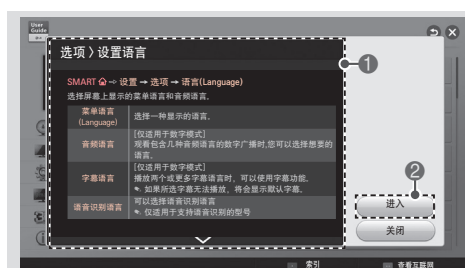 User
Guide
选项 〉设置语言
SMART ➾ 设置 ➞ 选项 ➞ 语言(Language)
选择屏幕上显示的菜单语言和音频语言。
菜单语言
(Language)
选择一种显示的语言。
音频语言
[仅适用于数字模式]
观看包含几种音频语言的数字广播时,您可以选择想要的
语言。
字幕语言
[仅适用于数字模式]
播放两个或更多字幕语言时，可以使用字幕功能。
如果所选字幕无法播放，将会显示默认字幕。
语音识别语言
可以选择语音识别语言
仅适用于支持语音识别的型号
1
2
进入
关闭
索引
查看互联网